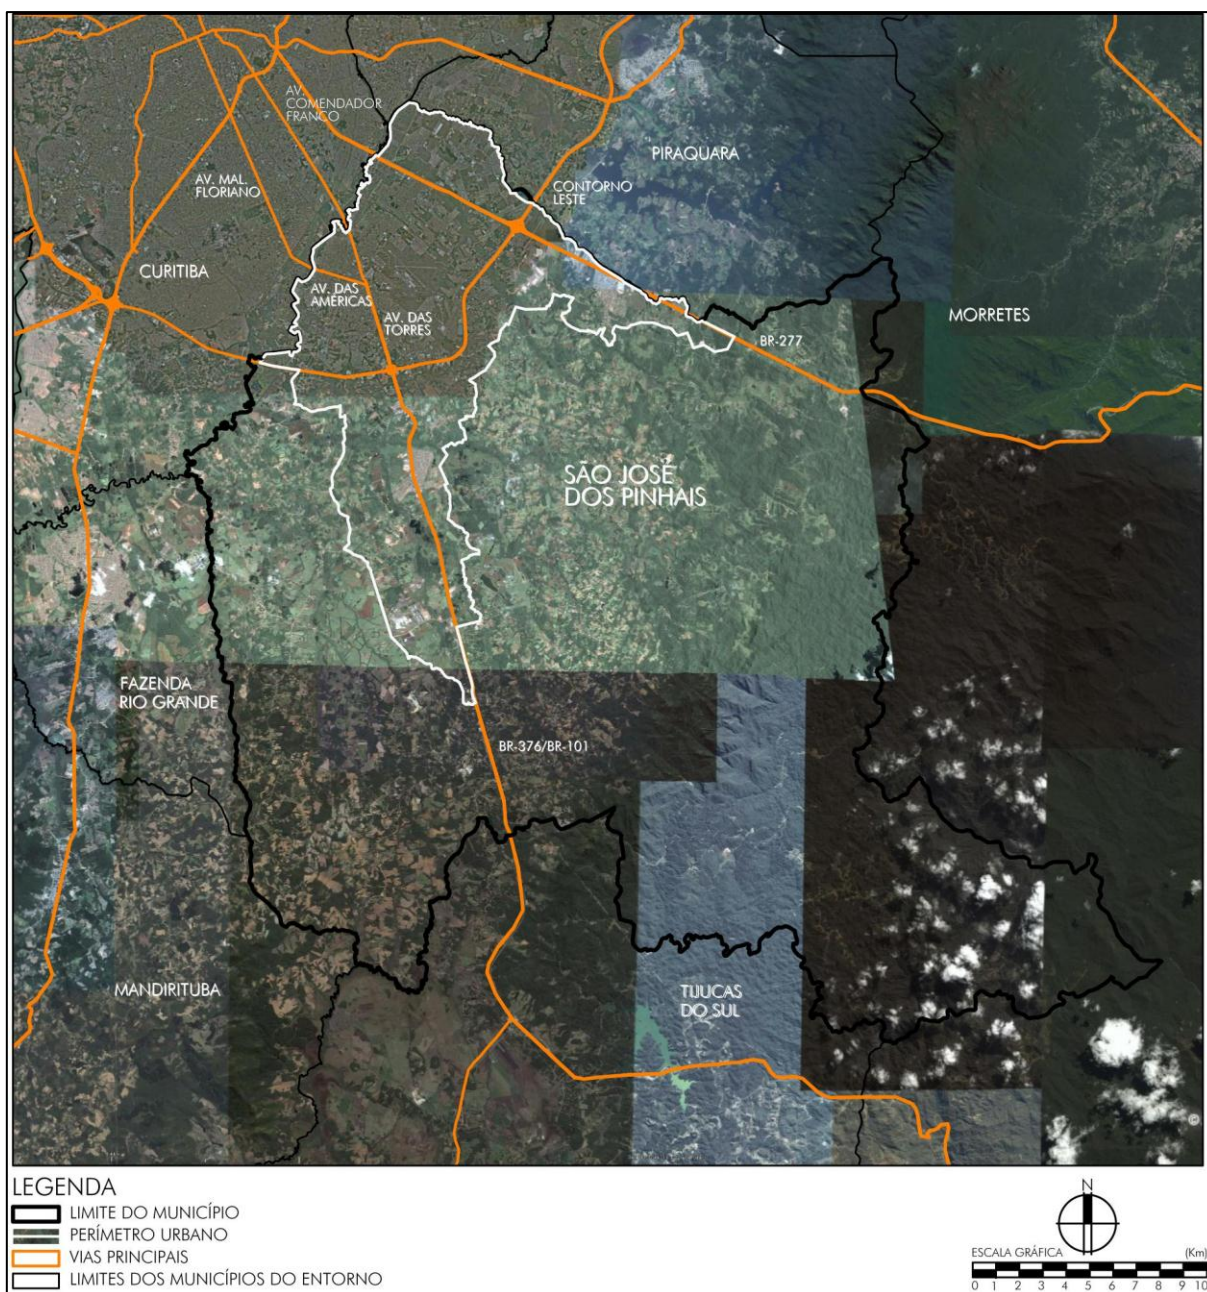 AV.
COMENDADOR
FRANCO
PIRAQUARA
AV. MAL.
FLORIANO
CONTORNO
LESTE
CURITIBA
AV. DAS
AMÉRICAS
AV. DAS
TORRES
MORRETES
BR-277
SÃO JOSÉ
DOS PINHAIS
FAZENDA
RIO GRANDE
BR-376/BR-101
MANDIRITUBA
TIJUCAS
DO SUL
©
LEGENDA
LIMITE DO MUNICÍPIO
PERÍMETRO URBANO
VIAS PRINCIPAIS
LIMITES DOS MUNICÍPIOS DO ENTORNO
N
ESCALA GRÁFICA (Km)
0 1 2 3 4 5 6 7 8 9 10